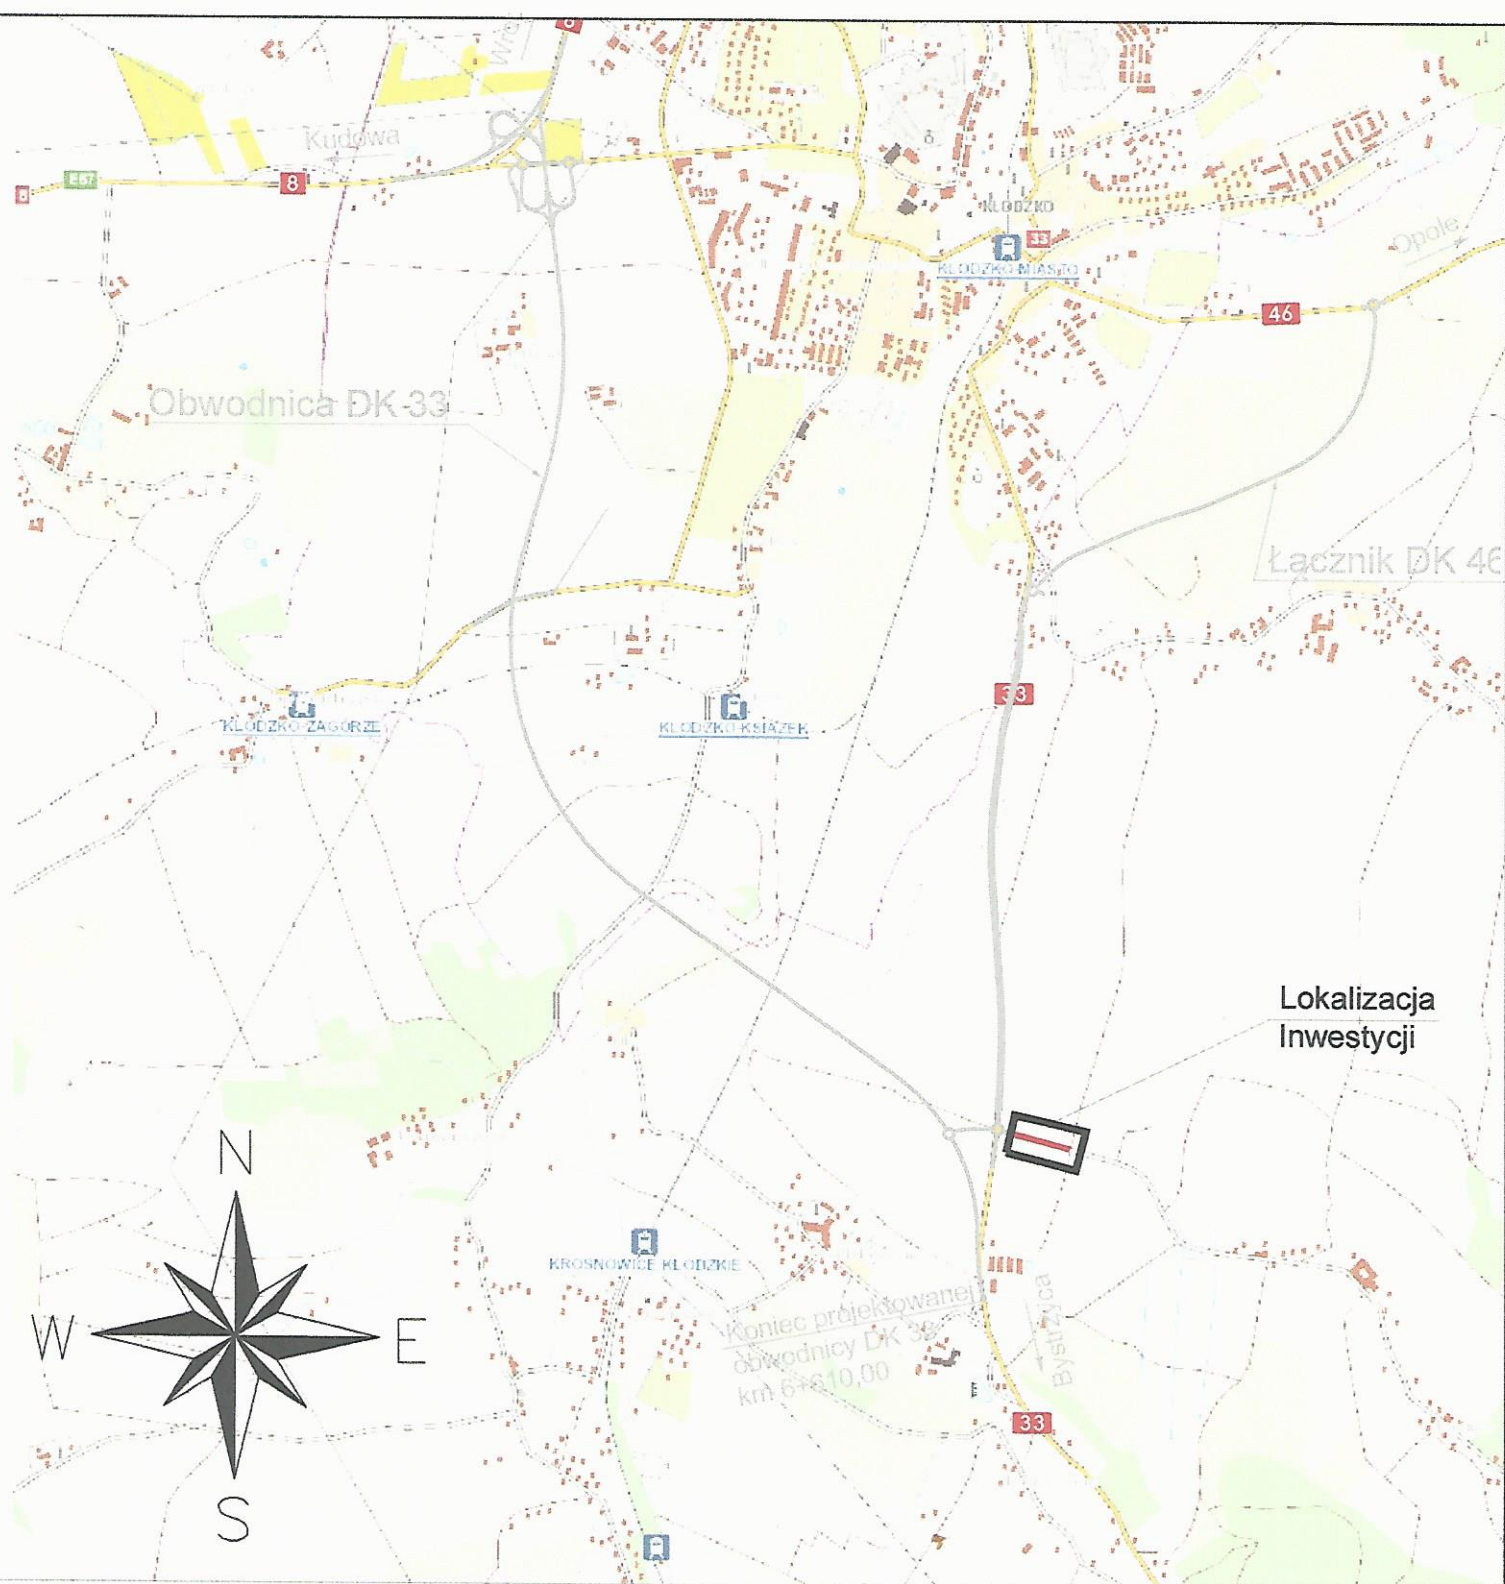 8
Kudowa
E67
8
8
KŁODZKO
33
KŁODZKO MIASTO
Opole
46
Obwodnica DK 33
Łącznik DK 46
33
KŁODZKO ZAGÓRZE
KŁODZKO KSIĄŻEK
Lokalizacja
Inwestycji
N
W
E
S
KROSNOWICE KŁODZKIE
Koniec projektowanej
obwodnicy DK 33
km 6+610,00
Bystrzyca
33